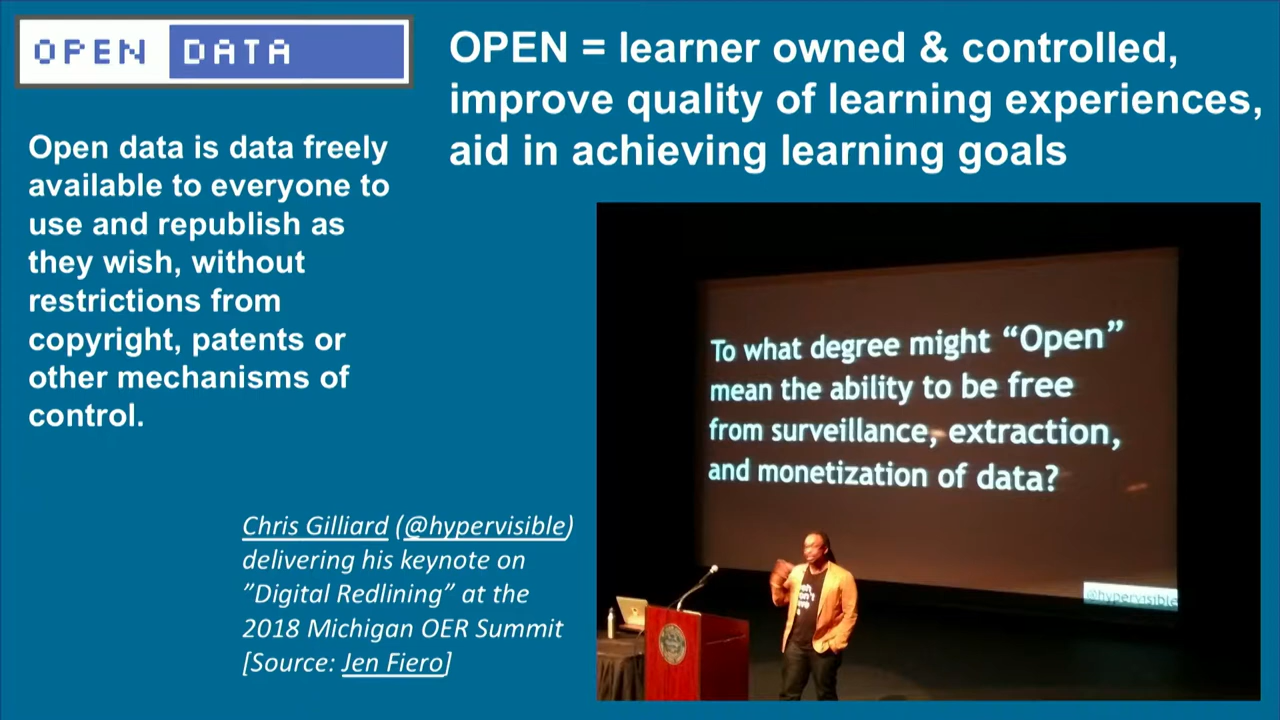 OPEN DATA
OPEN = learner owned & controlled,
improve quality of learning experiences,
aid in achieving learning goals
Open data is data freely
available to everyone to
use and republish as
they wish, without
restrictions from
copyright, patents or
other mechanisms of
control.
To what degree might “Open”
mean the ability to be free
from surveillance, extraction,
and monetization of data?
@hypervisible
Chris Gilliard (@hypervisible)
delivering his keynote on
”Digital Redlining” at the
2018 Michigan OER Summit
[Source: Jen Fiero]